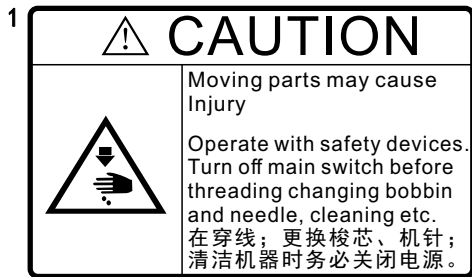 1
⚠ CAUTION
Moving parts may cause
Injury
Operate with safety devices.
Turn off main switch before
threading changing bobbin
and needle, cleaning etc.
在穿线；更换梭芯、机针；
清洁机器时务必关闭电源。